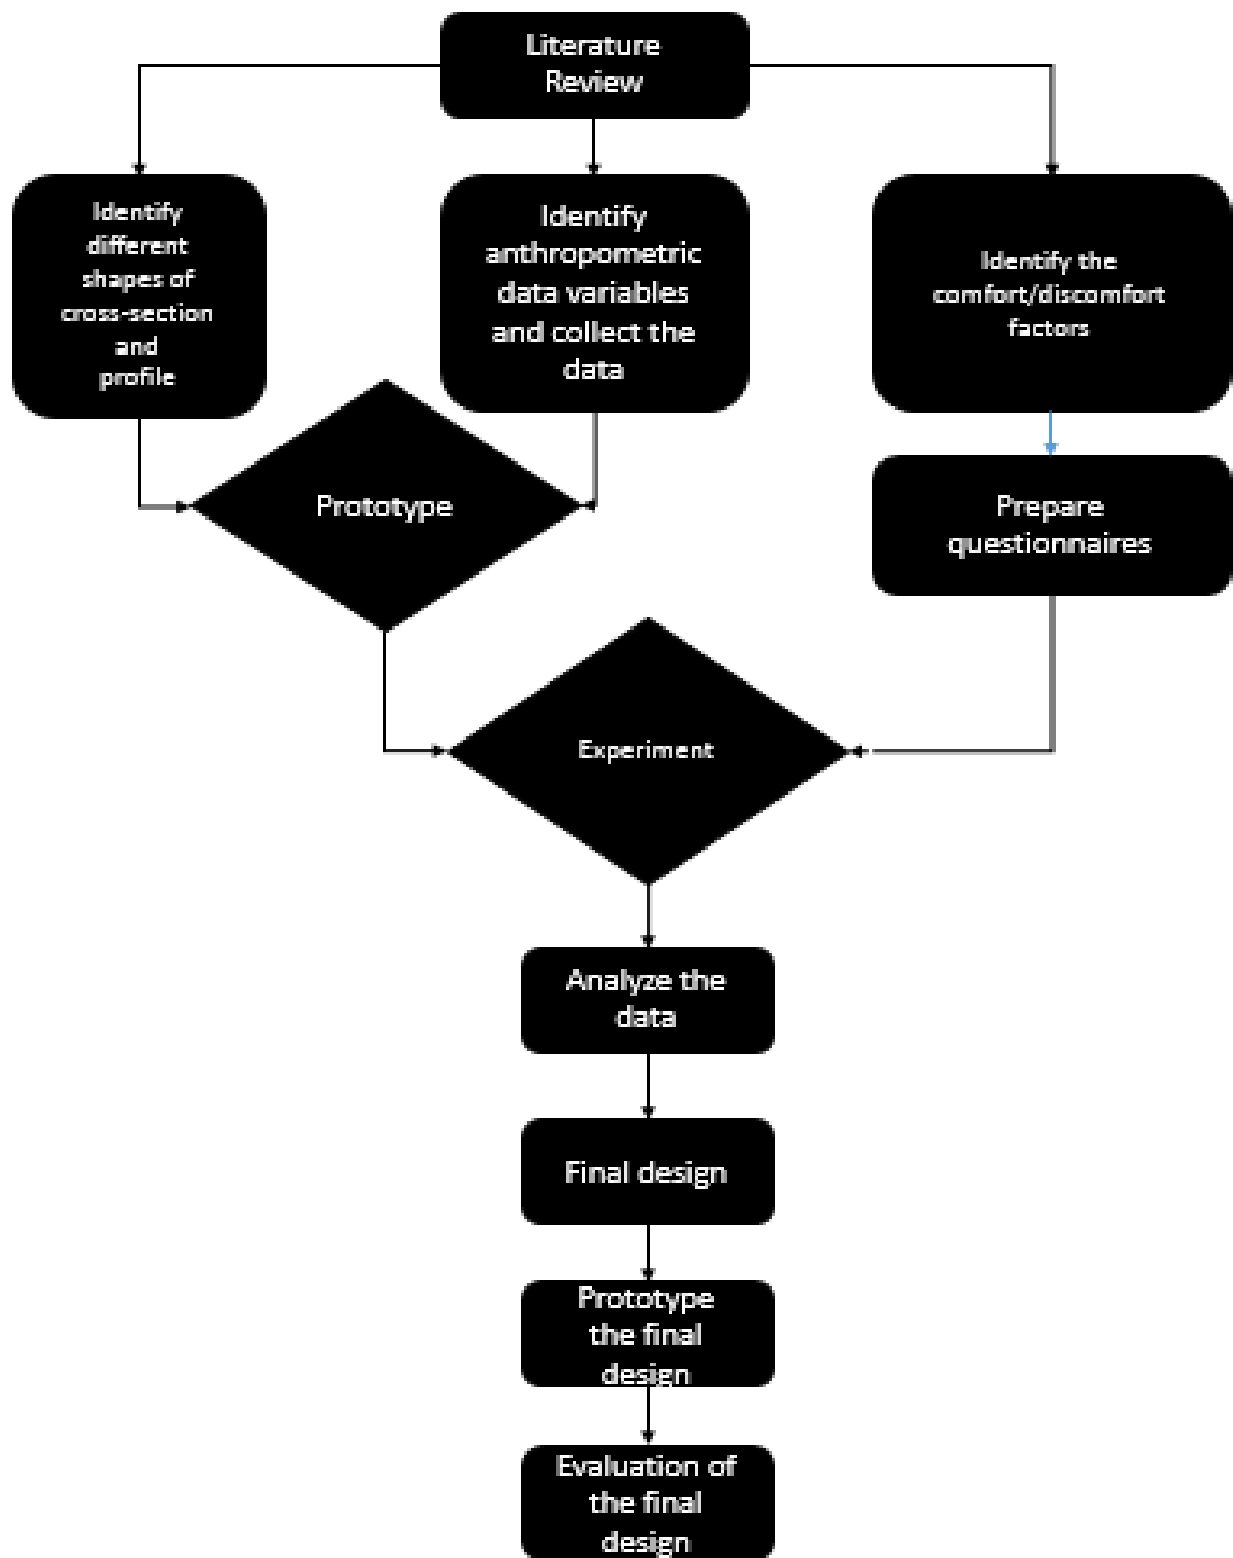 Literature
Review
Identify
different
shapes of
cross-section
and
profile
Identify
anthropometric
data variables
and collect the
data
Identify the
comfort/discomfort
factors
Prototype
Prepare
questionnaires
Experiment
Analyze the
data
Final design
Prototype
the final
design
Evaluation of
the final
design